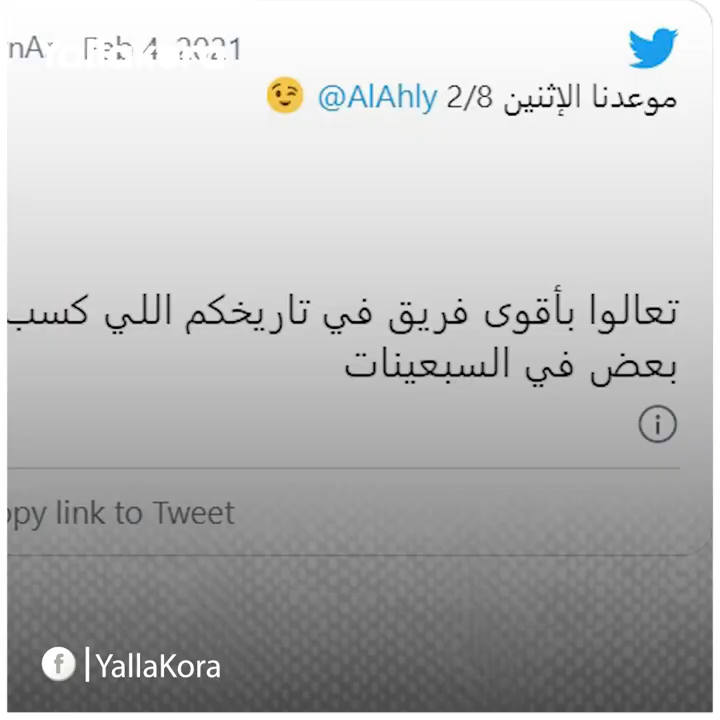 Feb 4, 2021
موعدنا الإثنين 2/8 @AlAhly 😉
تعالوا بأقوى فريق في تاريخكم اللي كسب
بعض في السبعينات
link to Tweet
YallaKora